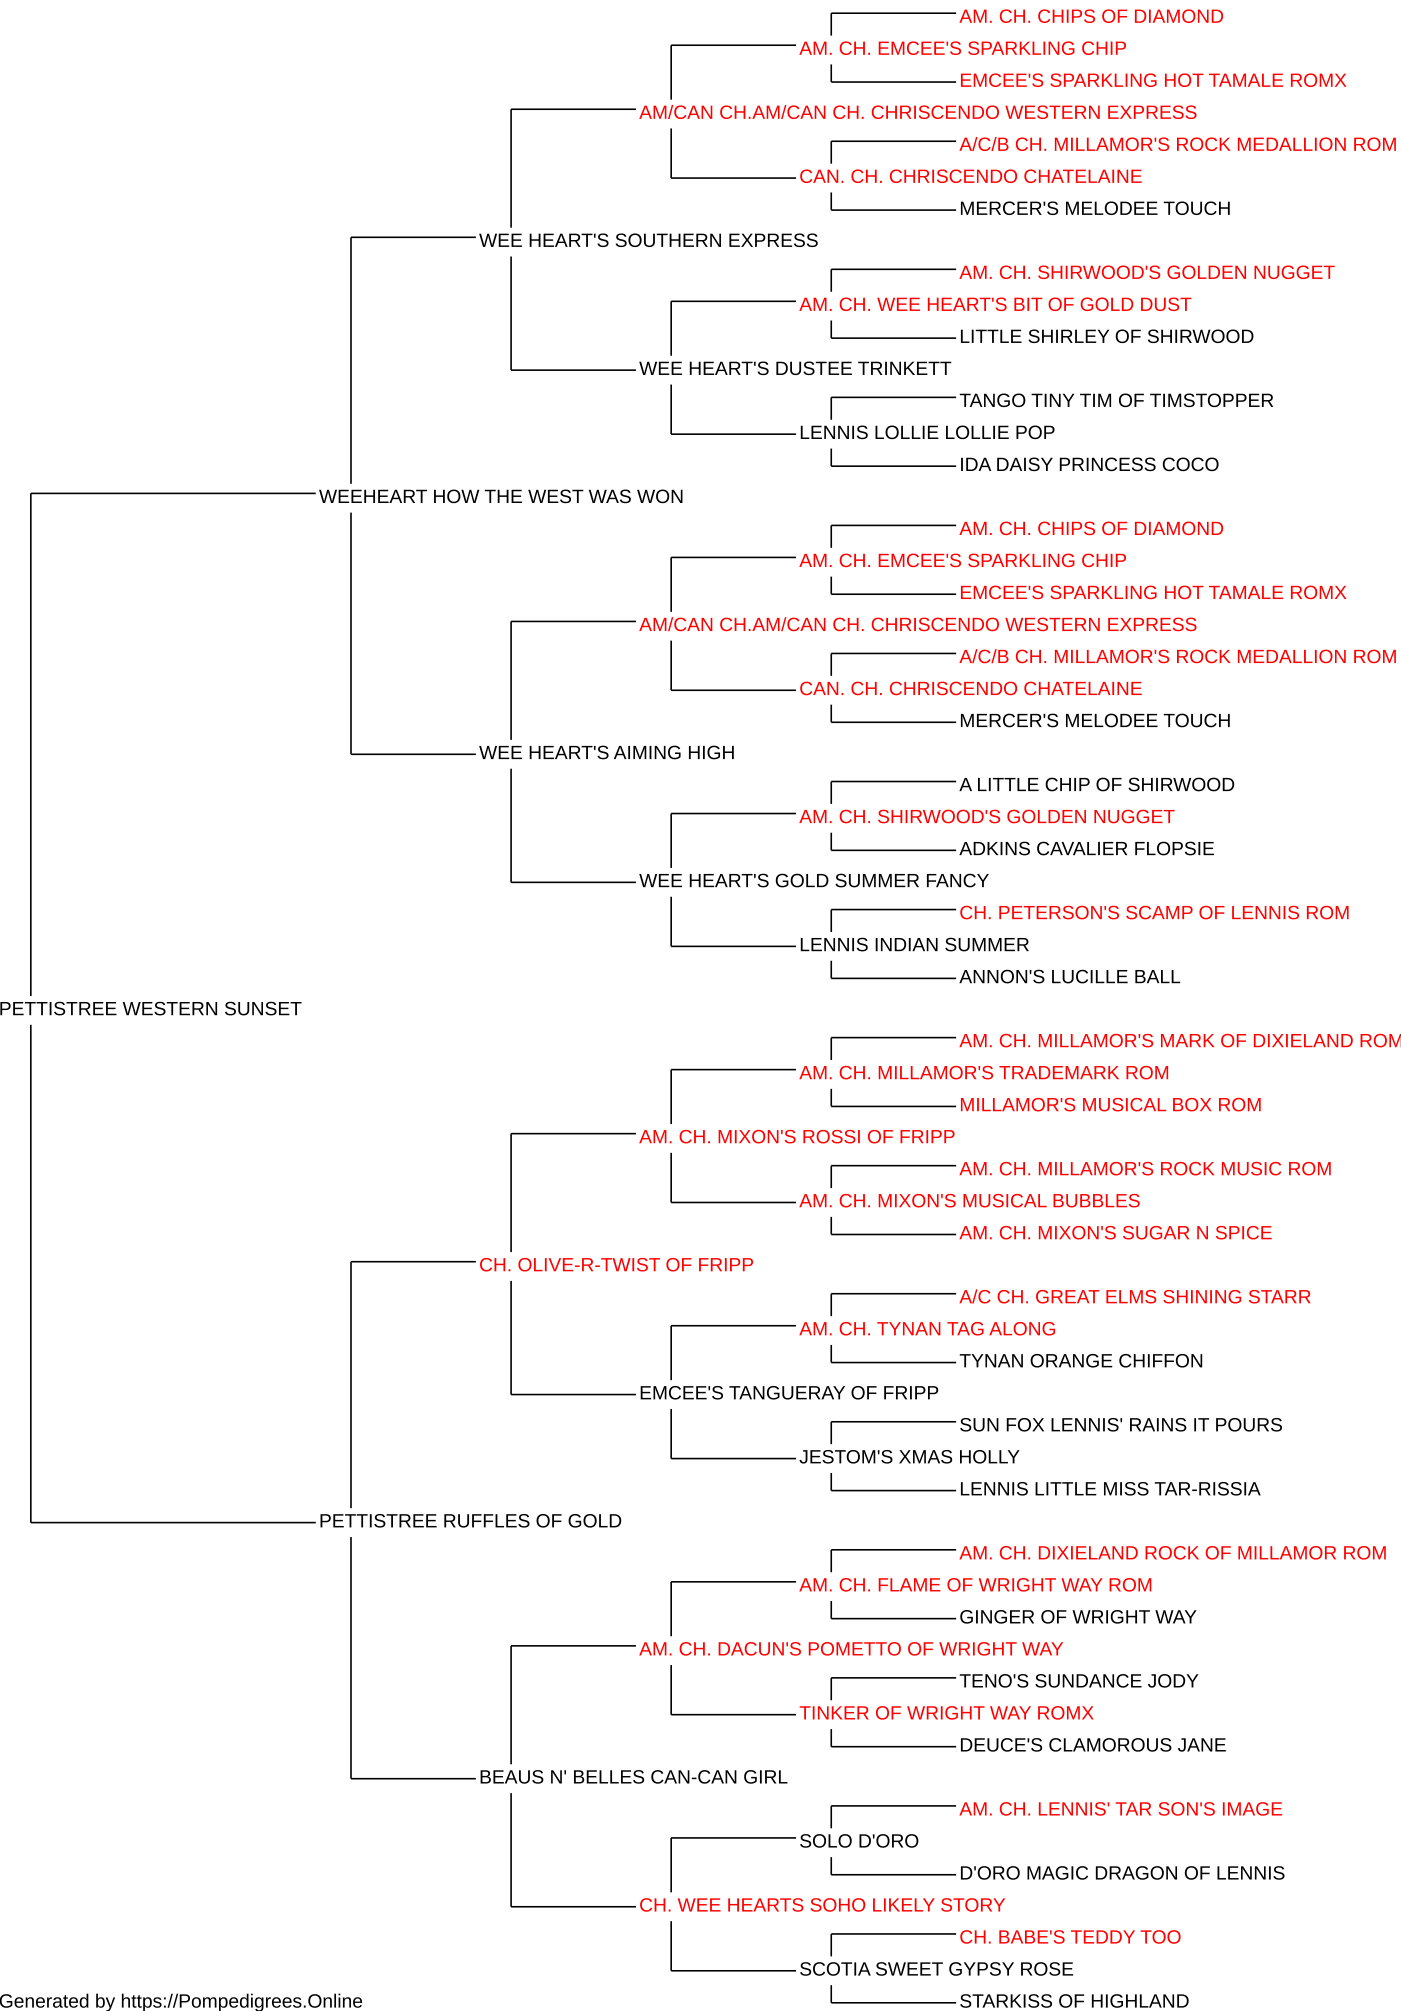 AM. CH. CHIPS OF DIAMOND
AM. CH. EMCEE'S SPARKLING CHIP
EMCEE'S SPARKLING HOT TAMALE ROMX
AM/CAN CH.AM/CAN CH. CHRISCENDO WESTERN EXPRESS
A/C/B CH. MILLAMOR'S ROCK MEDALLION ROM
CAN. CH. CHRISCENDO CHATELAINE
MERCER'S MELODEE TOUCH
WEE HEART'S SOUTHERN EXPRESS
AM. CH. SHIRWOOD'S GOLDEN NUGGET
AM. CH. WEE HEART'S BIT OF GOLD DUST
LITTLE SHIRLEY OF SHIRWOOD
WEE HEART'S DUSTEE TRINKETT
TANGO TINY TIM OF TIMSTOPPER
LENNIS LOLLIE LOLLIE POP
IDA DAISY PRINCESS COCO
WEEHEART HOW THE WEST WAS WON
AM. CH. CHIPS OF DIAMOND
AM. CH. EMCEE'S SPARKLING CHIP
EMCEE'S SPARKLING HOT TAMALE ROMX
AM/CAN CH.AM/CAN CH. CHRISCENDO WESTERN EXPRESS
A/C/B CH. MILLAMOR'S ROCK MEDALLION ROM
CAN. CH. CHRISCENDO CHATELAINE
MERCER'S MELODEE TOUCH
WEE HEART'S AIMING HIGH
A LITTLE CHIP OF SHIRWOOD
AM. CH. SHIRWOOD'S GOLDEN NUGGET
ADKINS CAVALIER FLOPSIE
WEE HEART'S GOLD SUMMER FANCY
CH. PETERSON'S SCAMP OF LENNIS ROM
LENNIS INDIAN SUMMER
ANNON'S LUCILLE BALL
PETTISTREE WESTERN SUNSET
AM. CH. MILLAMOR'S MARK OF DIXIELAND ROM
AM. CH. MILLAMOR'S TRADEMARK ROM
MILLAMOR'S MUSICAL BOX ROM
AM. CH. MIXON'S ROSSI OF FRIPP
AM. CH. MILLAMOR'S ROCK MUSIC ROM
AM. CH. MIXON'S MUSICAL BUBBLES
AM. CH. MIXON'S SUGAR N SPICE
CH. OLIVE-R-TWIST OF FRIPP
A/C CH. GREAT ELMS SHINING STARR
AM. CH. TYNAN TAG ALONG
TYNAN ORANGE CHIFFON
EMCEE'S TANGUERAY OF FRIPP
SUN FOX LENNIS' RAINS IT POURS
JESTOM'S XMAS HOLLY
LENNIS LITTLE MISS TAR-RISSIA
PETTISTREE RUFFLES OF GOLD
AM. CH. DIXIELAND ROCK OF MILLAMOR ROM
AM. CH. FLAME OF WRIGHT WAY ROM
GINGER OF WRIGHT WAY
AM. CH. DACUN'S POMETTO OF WRIGHT WAY
TENO'S SUNDANCE JODY
TINKER OF WRIGHT WAY ROMX
DEUCE'S CLAMOROUS JANE
BEAUS N' BELLES CAN-CAN GIRL
AM. CH. LENNIS' TAR SON'S IMAGE
SOLO D'ORO
D'ORO MAGIC DRAGON OF LENNIS
CH. WEE HEARTS SOHO LIKELY STORY
CH. BABE'S TEDDY TOO
SCOTIA SWEET GYPSY ROSE
STARKISS OF HIGHLAND
Generated by https://Pompedigrees.Online